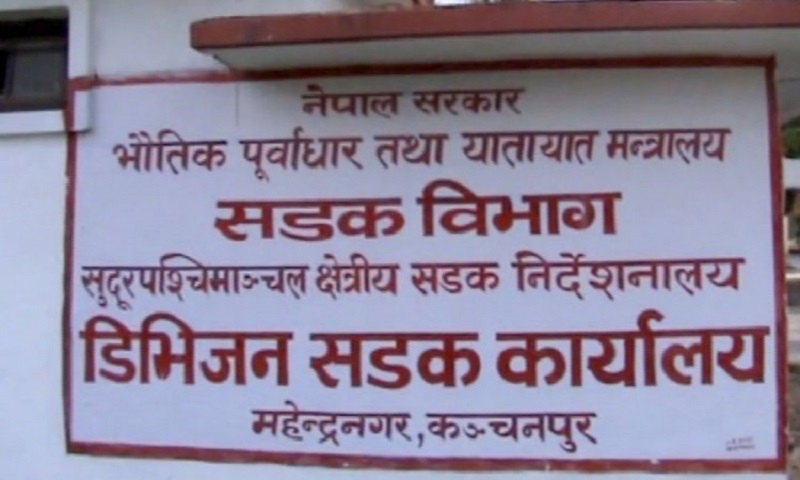 नेपाल सरकार
भौतिक पूर्वाधार तथा यातायात मन्त्रालय
सडक विभाग
सुदूरपश्चिमाञ्चल क्षेत्रीय सडक निर्देशनालय
डिभिजन सडक कार्यालय
महेन्द्रनगर, कञ्चनपुर